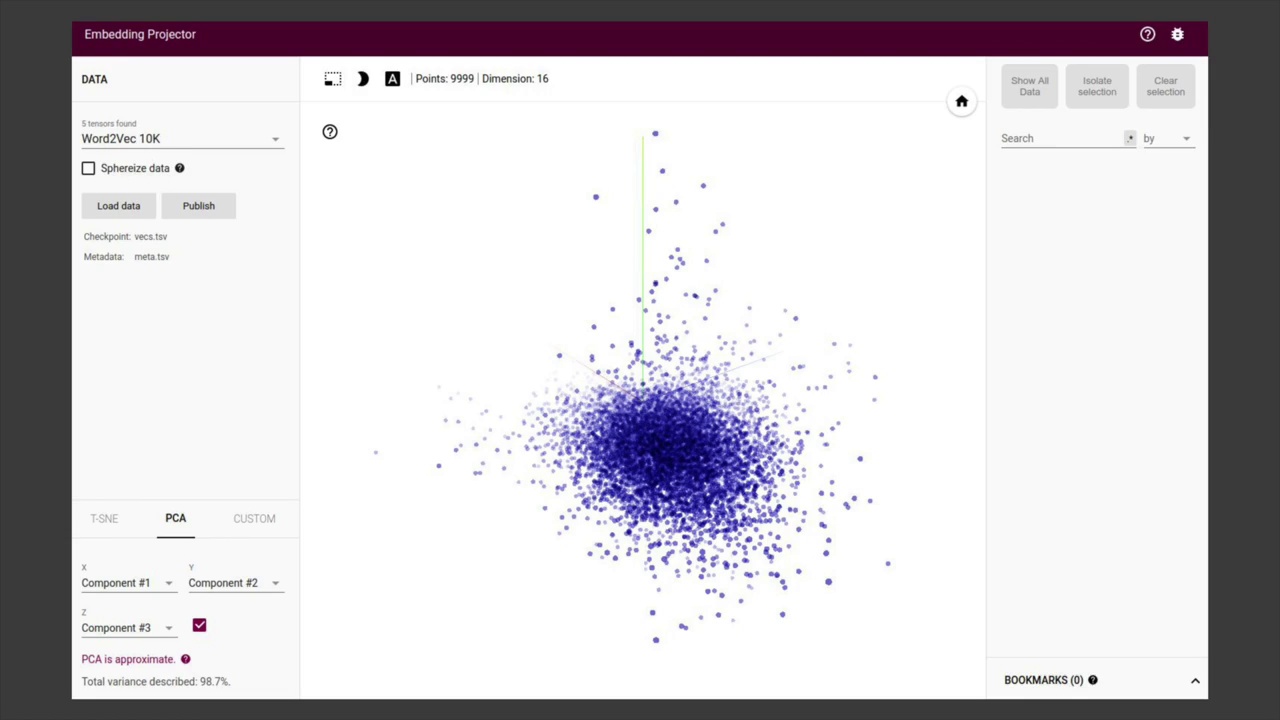 Embedding Projector
DATA
5 tensors found
Word2Vec 10K
Sphereize data
Load data
Publish
Checkpoint: vecs.tsv
Metadata: meta.tsv
T-SNE
PCA
CUSTOM
X
Component #1
Y
Component #2
Z
Component #3
PCA is approximate.
Total variance described: 98.7%.
A
Points: 9999 | Dimension: 16
Show All
Data
Isolate
selection
Clear
selection
Search
.*
by
BOOKMARKS (0)